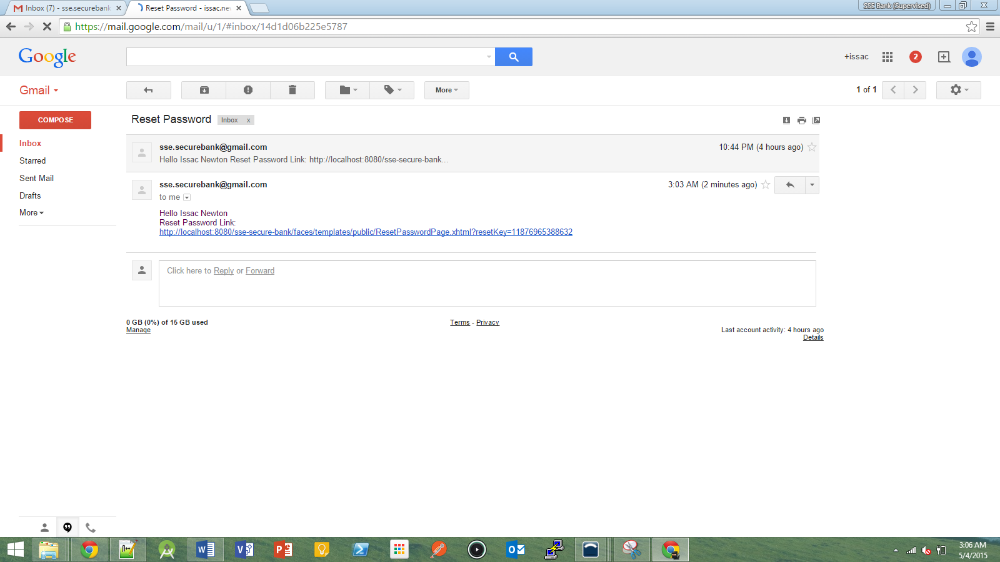 Inbox (7) - sse.securebank
Reset Password - issac.ne
SSE Bank (Supervised)
https://mail.google.com/mail/u/1/#inbox/14d1d06b225e5787
Google
+issac
2
Gmail
More
1 of 1
COMPOSE
Inbox
Starred
Sent Mail
Drafts
More
Reset Password
Inbox x
sse.securebank@gmail.com
10:44 PM (4 hours ago)
Hello Issac Newton Reset Password Link: http://localhost:8080/sse-secure-bank...
sse.securebank@gmail.com
3:03 AM (2 minutes ago)
to me
Hello Issac Newton
Reset Password Link:
http://localhost:8080/sse-secure-bank/faces/templates/public/ResetPasswordPage.xhtml?resetKey=11876965388632
Click here to Reply or Forward
0 GB (0%) of 15 GB used
Manage
Terms - Privacy
Last account activity: 4 hours ago
Details
3:06 AM
5/4/2015